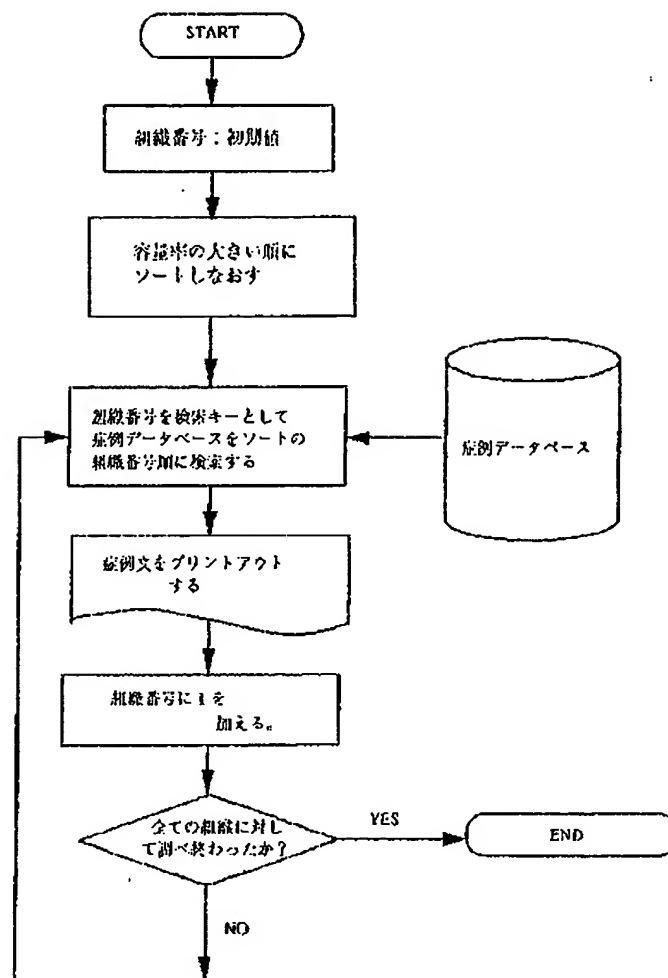 START
組織番号：初期値
容量率の大きい順に
ソートしなおす
組織番号を検索キーとして
症例データベースをソートの
組織番号順に検索する
症例データベース
症例文をプリントアウト
する
組織番号に1を
加える。
全ての組織に対し
て調べ終わったか？
YES
END
NO